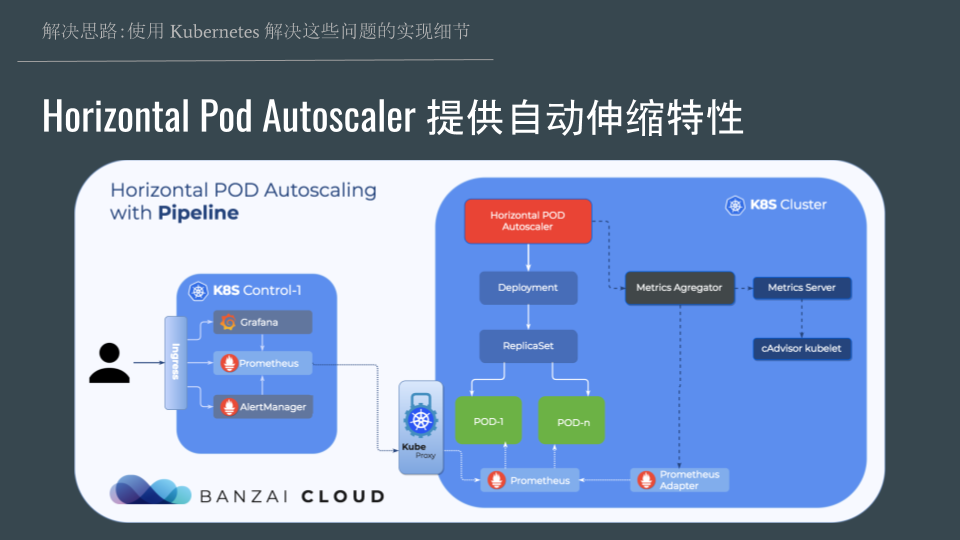 解决思路：使用 Kubernetes 解决这些问题的实现细节
Horizontal Pod Autoscaler 提供自动伸缩特性
Horizontal POD Autoscaling
with Pipeline
K8S Control-1
Ingress
Grafana
Prometheus
AlertManager
Kube
Proxy
K8S Cluster
Horizontal POD
Autoscaler
Deployment
Metrics Agregator
Metrics Server
ReplicaSet
cAdvisor kubelet
POD-1
POD-n
Prometheus
Prometheus
Adapter
BANZAI CLOUD